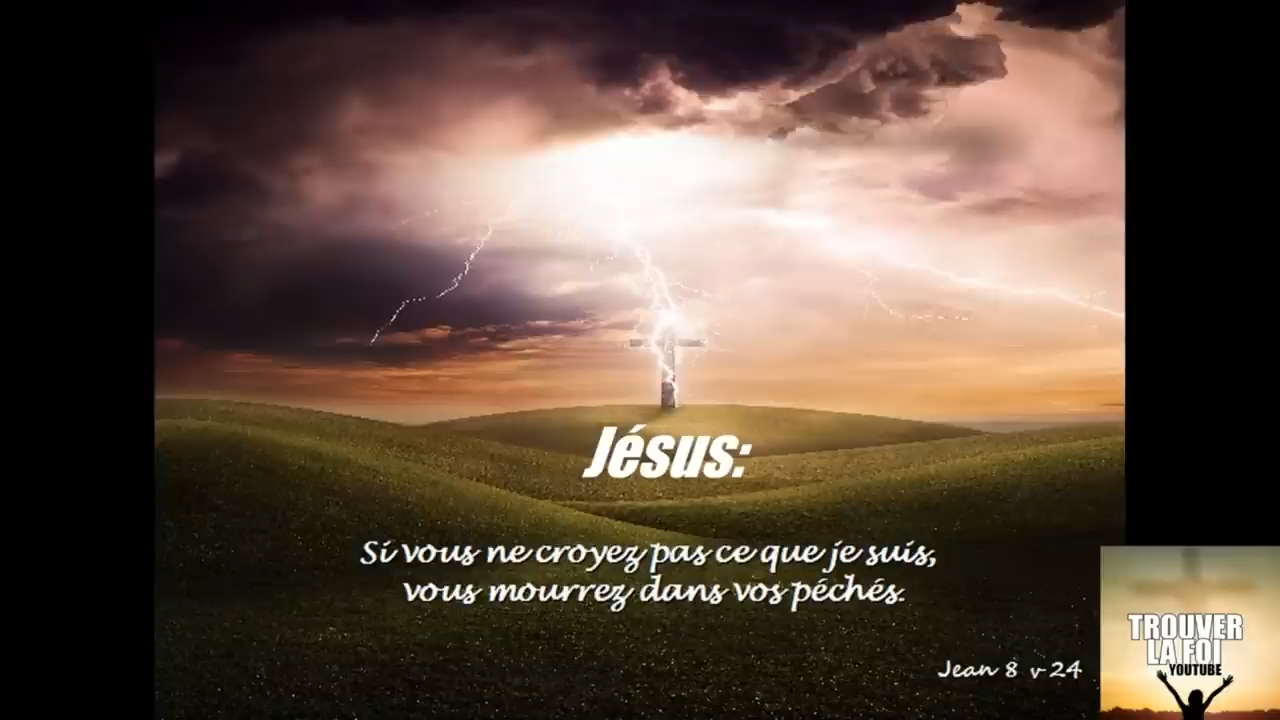 Jésus:
Si vous ne croyez pas ce que je suis,
vous mourrez dans vos péchés.
Jean 8 v 24
TROUVER
LA FOI
YOUTUBE